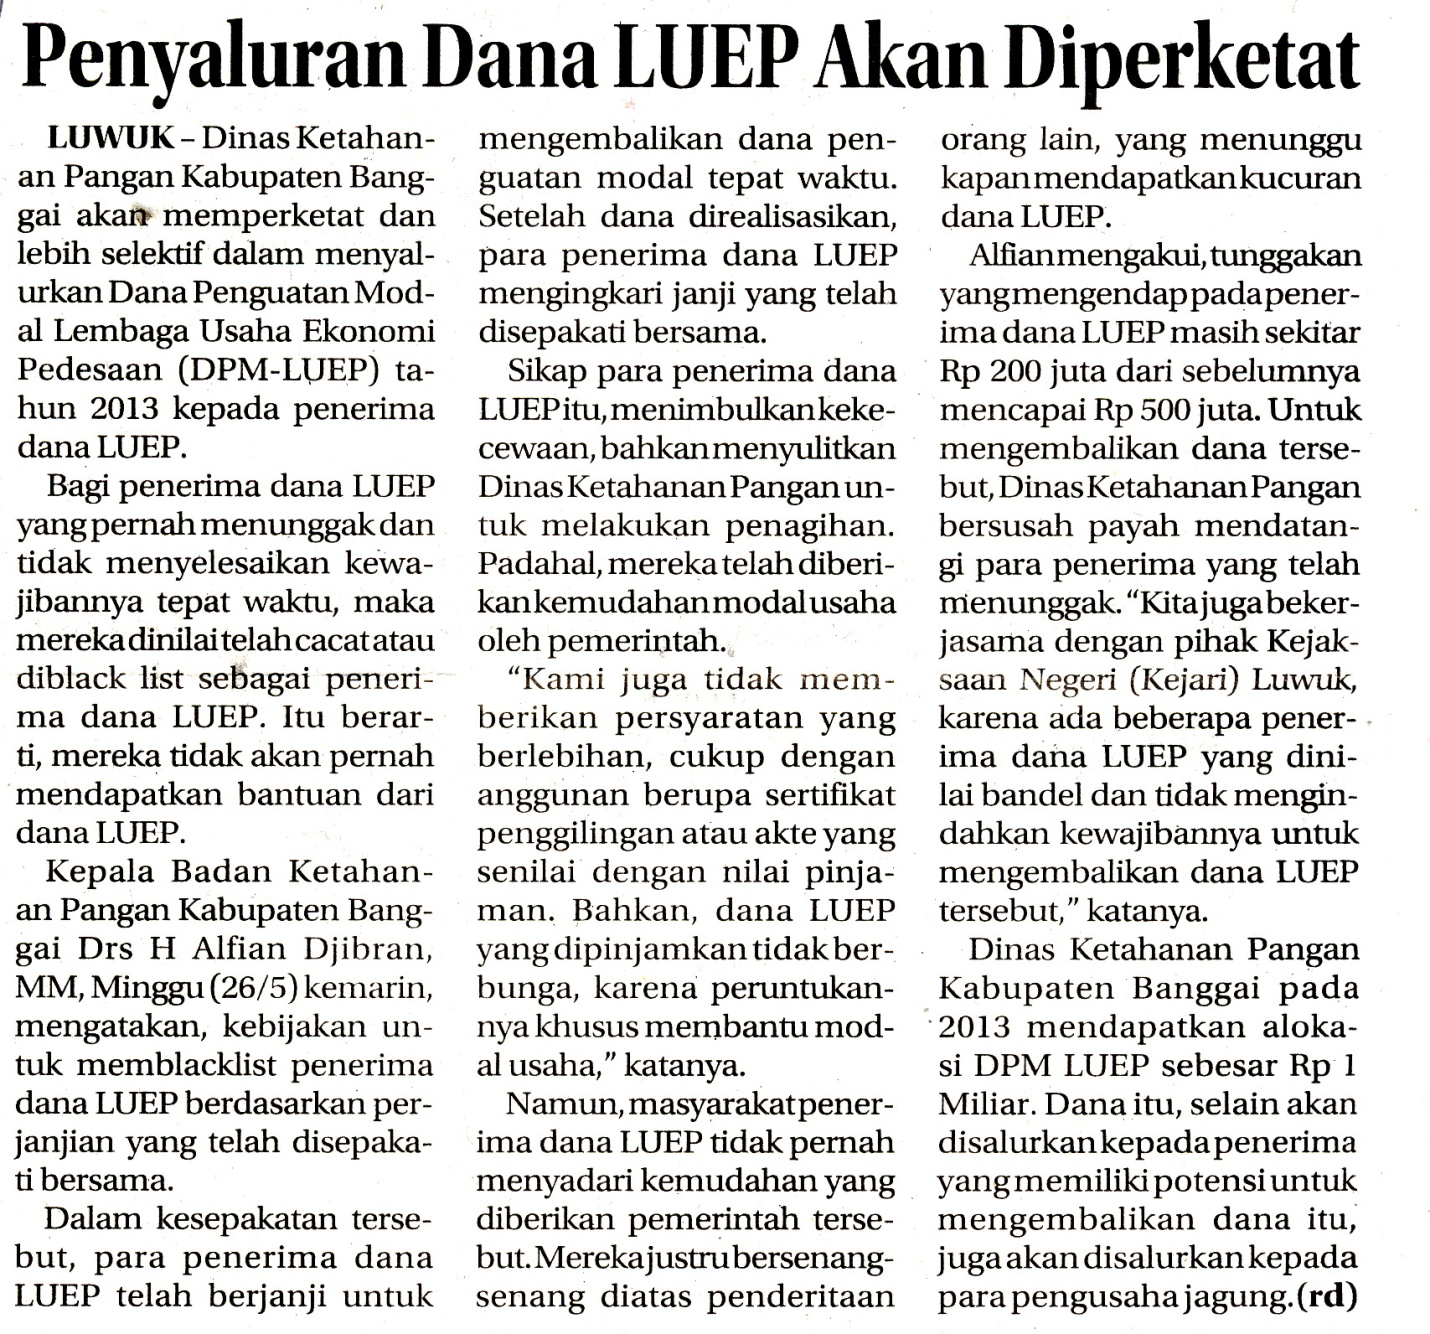 Penyaluran Dana LUEP Akan Diperketat
LUWUK – Dinas Ketahan-
an Pangan Kabupaten Bang-
gai akan memperketat dan
lebih selektif dalam menyal-
urkan Dana Penguatan Mod-
al Lembaga Usaha Ekonomi
Pedesaan (DPM-LUEP) ta-
hun 2013 kepada penerima
dana LUEP.
Bagi penerima dana LUEP
yang pernah menunggak dan
tidak menyelesaikan kewa-
jibannya tepat waktu, maka
mereka dinilai telah cacat atau
diblack list sebagai peneri-
ma dana LUEP. Itu berar-
ti, mereka tidak akan pernah
mendapatkan bantuan dari
dana LUEP.
Kepala Badan Ketahan-
an Pangan Kabupaten Bang-
gai Drs H Alfian Djibran,
MM, Minggu (26/5) kemarin,
mengatakan, kebijakan un-
tuk memblacklist penerima
dana LUEP berdasarkan per-
janjian yang telah disepaka-
ti bersama.
Dalam kesepakatan terse-
but, para penerima dana
LUEP telah berjanji untuk
mengembalikan dana pen-
guatan modal tepat waktu.
Setelah dana direalisasikan,
para penerima dana LUEP
mengingkari janji yang telah
disepakati bersama.
Sikap para penerima dana
LUEP itu, menimbulkan keke-
cewaan, bahkan menyulitkan
Dinas Ketahanan Pangan un-
tuk melakukan penagihan.
Padahal, mereka telah diberi-
kan kemudahan modal usaha
oleh pemerintah.
“Kami juga tidak mem-
berikan persyaratan yang
berlebihan, cukup dengan
anggunan berupa sertifikat
penggilingan atau akte yang
senilai dengan nilai pinja-
man. Bahkan, dana LUEP
yang dipinjamkan tidak ber-
bunga, karena peruntukan-
nya khusus membantu mod-
al usaha,” katanya.
Namun, masyarakat pener-
ima dana LUEP tidak pernah
menyadari kemudahan yang
diberikan pemerintah terse-
but. Mereka justru bersenang-
senang diatas penderitaan
orang lain, yang menunggu
kapan mendapatkan kucuran
dana LUEP.
Alfian mengakui, tunggakan
yang mengendap pada pener-
ima dana LUEP masih sekitar
Rp 200 juta dari sebelumnya
mencapai Rp 500 juta. Untuk
mengembalikan dana terse-
but, Dinas Ketahanan Pangan
bersusah payah mendatan-
gi para penerima yang telah
menunggak. “Kita juga beker-
jasama dengan pihak Kejak-
saan Negeri (Kejari) Luwuk,
karena ada beberapa pener-
ima dana LUEP yang dini-
lai bandel dan tidak mengin-
dahkan kewajibannya untuk
mengembalikan dana LUEP
tersebut,” katanya.
Dinas Ketahanan Pangan
Kabupaten Banggai pada
2013 mendapatkan aloka-
si DPM LUEP sebesar Rp 1
Miliar. Dana itu, selain akan
disalurkan kepada penerima
yang memiliki potensi untuk
mengembalikan dana itu,
juga akan disalurkan kepada
para pengusaha jagung. (rd)